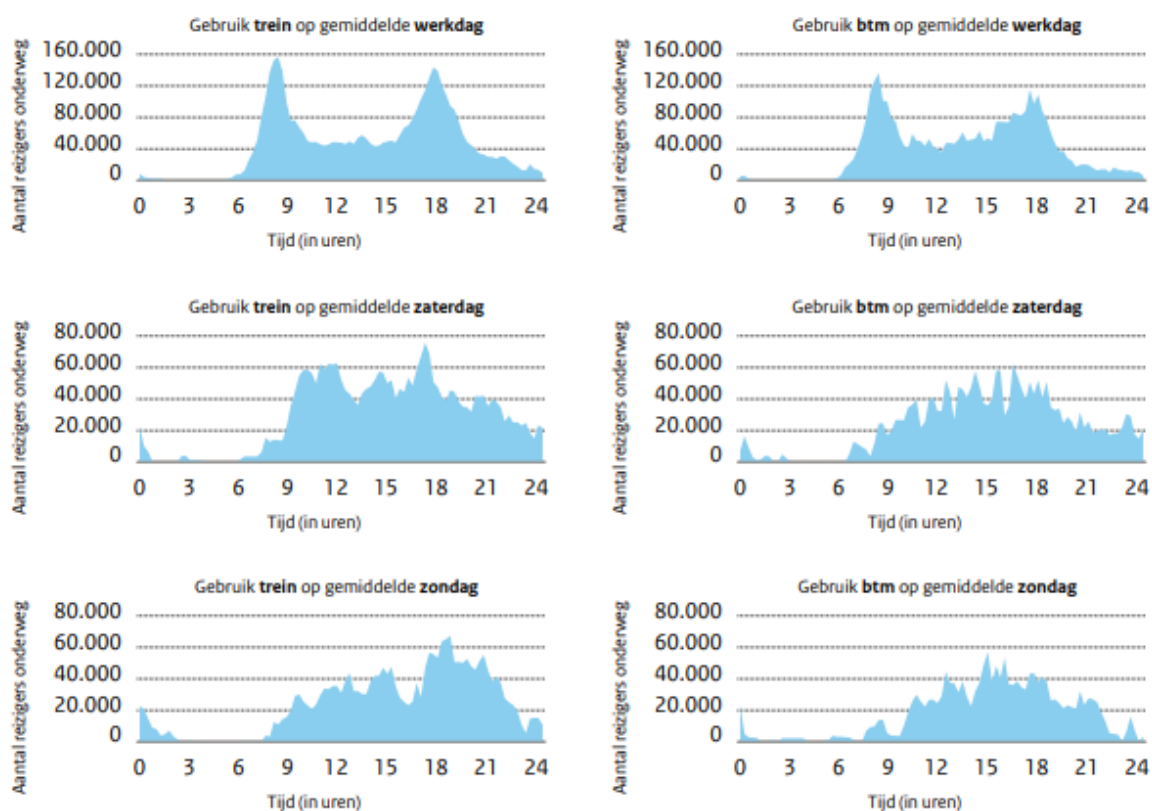 Gebruik trein op gemiddelde werkdag
Aantal reizigers onderweg
160.000
120.000
80.000
40.000
0
0 3 6 9 12 15 18 21 24
Tijd (in uren)
Gebruik btm op gemiddelde werkdag
Aantal reizigers onderweg
160.000
120.000
80.000
40.000
0
0 3 6 9 12 15 18 21 24
Tijd (in uren)
Gebruik trein op gemiddelde zaterdag
Aantal reizigers onderweg
80.000
60.000
40.000
20.000
0
0 3 6 9 12 15 18 21 24
Tijd (in uren)
Gebruik btm op gemiddelde zaterdag
Aantal reizigers onderweg
80.000
60.000
40.000
20.000
0
0 3 6 9 12 15 18 21 24
Tijd (in uren)
Gebruik trein op gemiddelde zondag
Aantal reizigers onderweg
80.000
60.000
40.000
20.000
0
0 3 6 9 12 15 18 21 24
Tijd (in uren)
Gebruik btm op gemiddelde zondag
Aantal reizigers onderweg
80.000
60.000
40.000
20.000
0
0 3 6 9 12 15 18 21 24
Tijd (in uren)